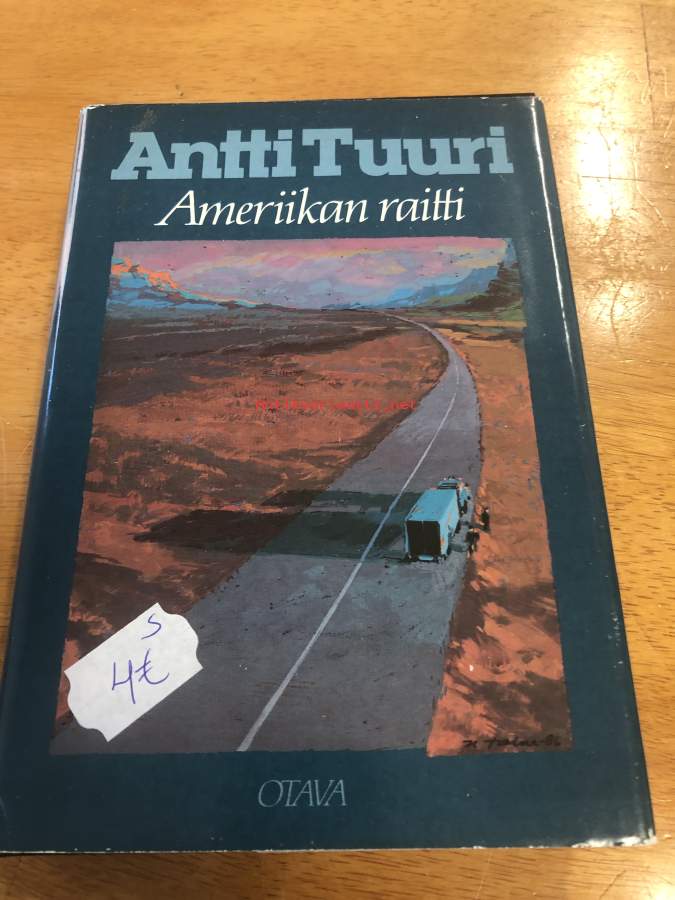 Antti Tuuri
Ameriikan raitti
S
4€
OTAVA